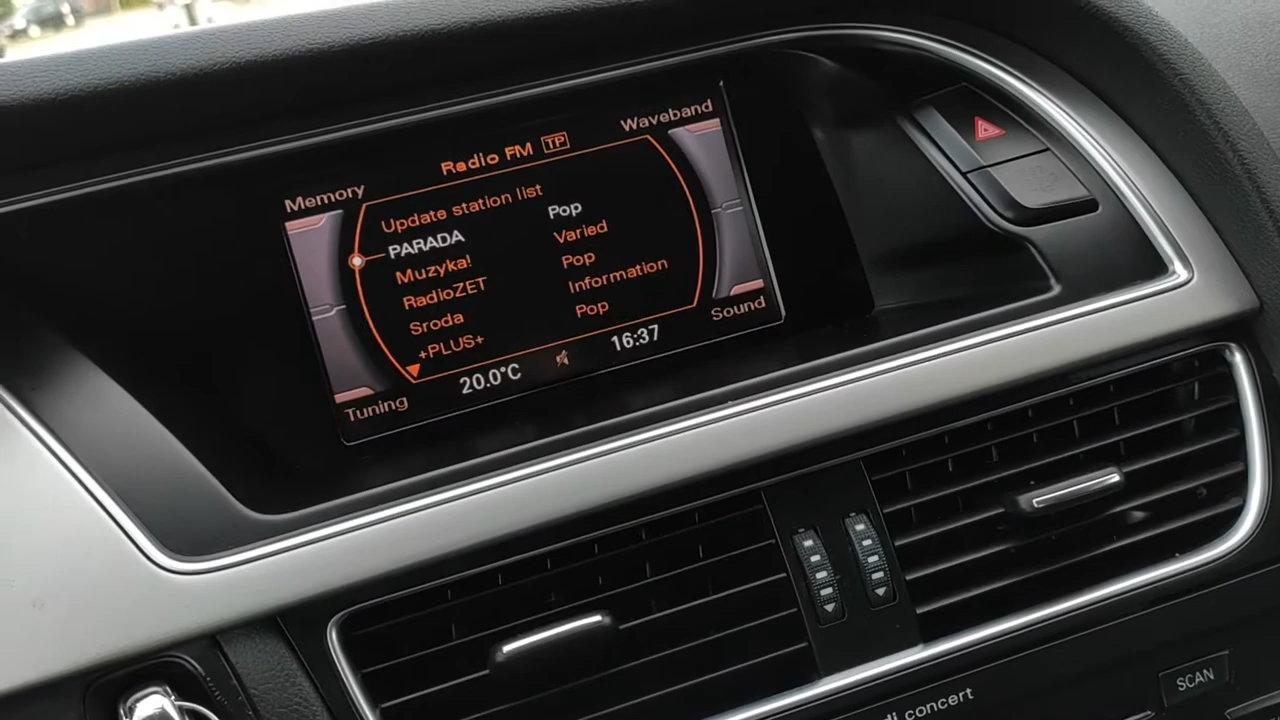 Radio FM TP
Waveband
Memory
Update station list
PARADA Pop
Muzyka! Varied
RadioZET Pop
Sroda Information
+PLUS+ Pop
Sound
Tuning
20.0°C 16:37
SCAN
concert